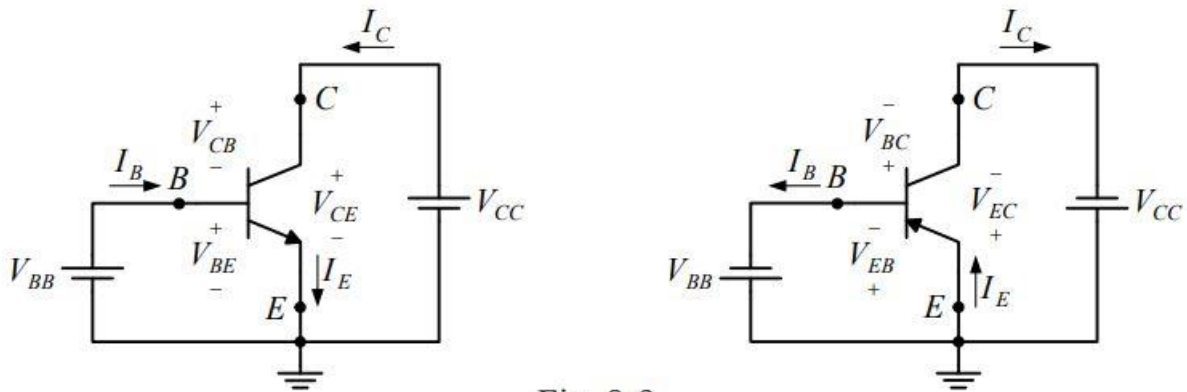 I_C
I_C
+
C
−
C
V_CB
V_BC
−
+
I_B
B
+
I_B
B
−
V_CE
V_CC
V_EC
V_CC
+
−
−
+
V_BB
V_BE
I_E
V_BB
V_EB
I_E
−
E
+
E